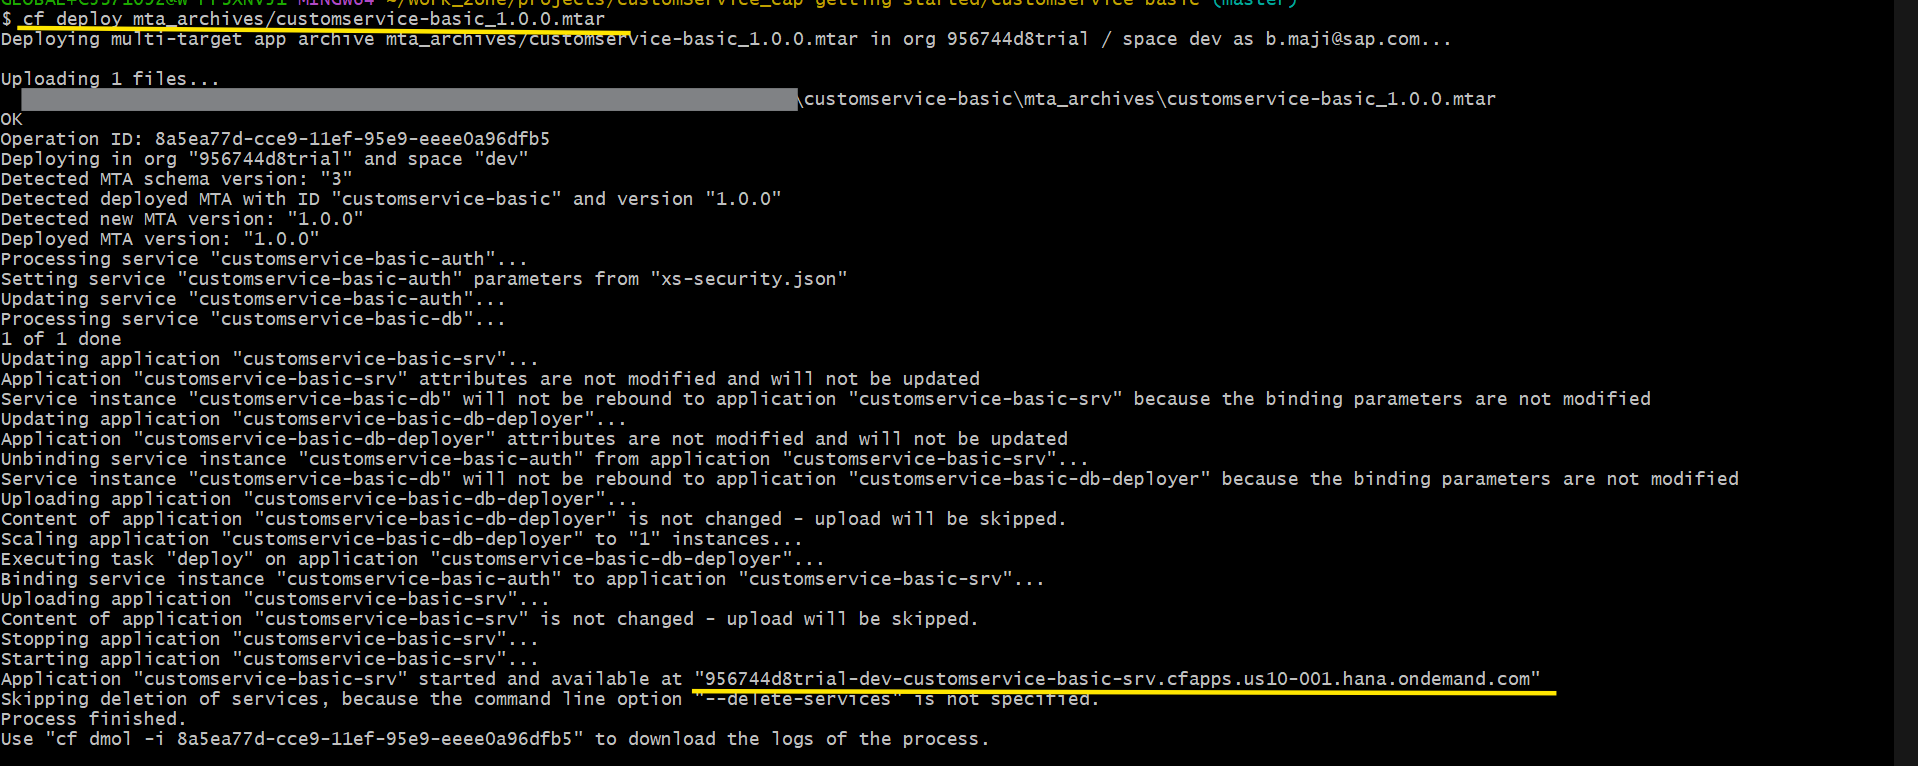 $ cf deploy mta_archives/customservice-basic_1.0.0.mtar
Deploying multi-target app archive mta_archives/customservice-basic_1.0.0.mtar in org 956744d8trial / space dev as b.maji@sap.com...
Uploading 1 files...
\customservice-basic\mta_archives\customservice-basic_1.0.0.mtar
OK
Operation ID: 8a5ea77d-cce9-11ef-95e9-eeee0a96dfb5
Deploying in org "956744d8trial" and space "dev"
Detected MTA schema version: "3"
Detected deployed MTA with ID "customservice-basic" and version "1.0.0"
Detected new MTA version: "1.0.0"
Deployed MTA version: "1.0.0"
Processing service "customservice-basic-auth"...
Setting service "customservice-basic-auth" parameters from "xs-security.json"
Updating service "customservice-basic-auth"...
Processing service "customservice-basic-db"...
1 of 1 done
Updating application "customservice-basic-srv"...
Application "customservice-basic-srv" attributes are not modified and will not be updated
Service instance "customservice-basic-db" will not be rebound to application "customservice-basic-srv" because the binding parameters are not modified
Updating application "customservice-basic-db-deployer"...
Application "customservice-basic-db-deployer" attributes are not modified and will not be updated
Unbinding service instance "customservice-basic-auth" from application "customservice-basic-srv"...
Service instance "customservice-basic-db" will not be rebound to application "customservice-basic-db-deployer" because the binding parameters are not modified
Uploading application "customservice-basic-db-deployer"...
Content of application "customservice-basic-db-deployer" is not changed - upload will be skipped.
Scaling application "customservice-basic-db-deployer" to "1" instances...
Executing task "deploy" on application "customservice-basic-db-deployer"...
Binding service instance "customservice-basic-auth" to application "customservice-basic-srv"...
Uploading application "customservice-basic-srv"...
Content of application "customservice-basic-srv" is not changed - upload will be skipped.
Stopping application "customservice-basic-srv"...
Starting application "customservice-basic-srv"...
Application "customservice-basic-srv" started and available at "956744d8trial-dev-customservice-basic-srv.cfapps.us10-001.hana.ondemand.com"
Skipping deletion of services, because the command line option "--delete-services" is not specified.
Process finished.
Use "cf dmol -i 8a5ea77d-cce9-11ef-95e9-eeee0a96dfb5" to download the logs of the process.